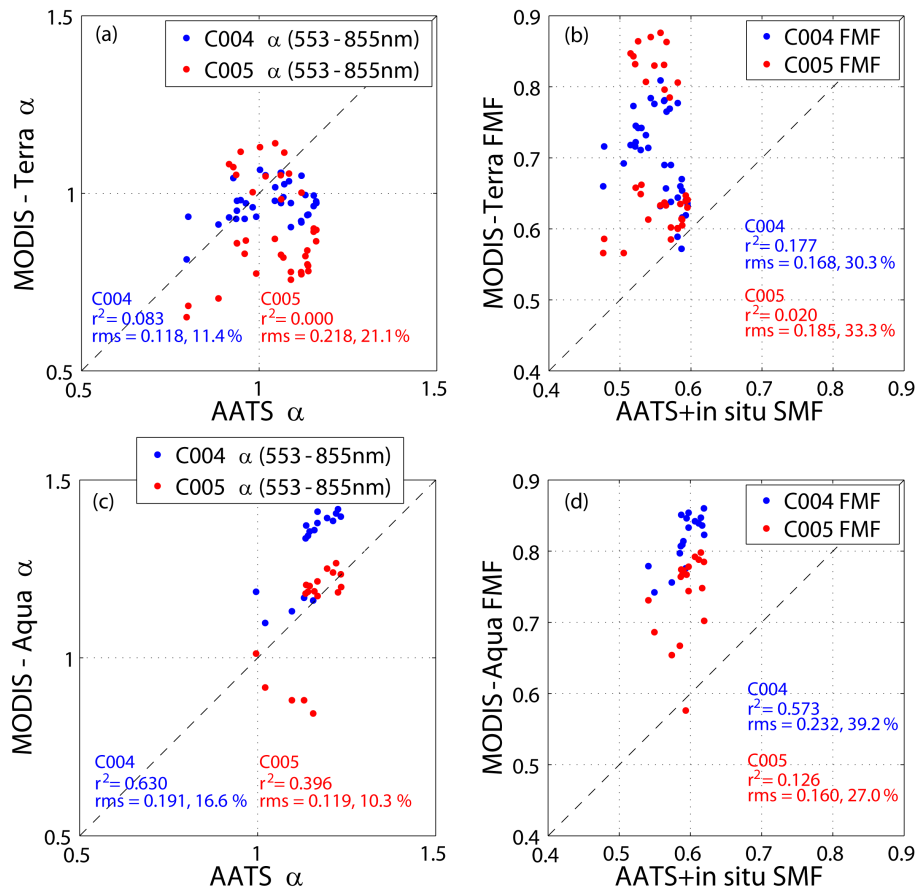 (a)
C004 α (553-855nm)
C005 α (553-855nm)
1.5
1
0.5
MODIS-Terra α
C004
r²=0.083
rms = 0.118, 11.4 %
C005
r²= 0.000
rms = 0.218, 21.1%
0.5 1 1.5
AATS α
(b)
C004 FMF
C005 FMF
0.9
0.8
0.7
0.6
0.5
0.4
MODIS-Terra FMF
C004
r²= 0.177
rms = 0.168, 30.3 %
C005
r²= 0.020
rms = 0.185, 33.3 %
0.4 0.5 0.6 0.7 0.8 0.9
AATS+in situ SMF
(c)
C004 α (553-855nm)
C005 α (553-855nm)
1.5
1
0.5
MODIS - Aqua α
C004
r²=0.630
rms = 0.191, 16.6 %
C005
r²= 0.396
rms = 0.119, 10.3 %
0.5 1 1.5
AATS α
(d)
C004 FMF
C005 FMF
0.9
0.8
0.7
0.6
0.5
0.4
MODIS-Aqua FMF
C004
r²= 0.573
rms = 0.232, 39.2 %
C005
r²= 0.126
rms = 0.160, 27.0 %
0.4 0.5 0.6 0.7 0.8 0.9
AATS+in situ SMF